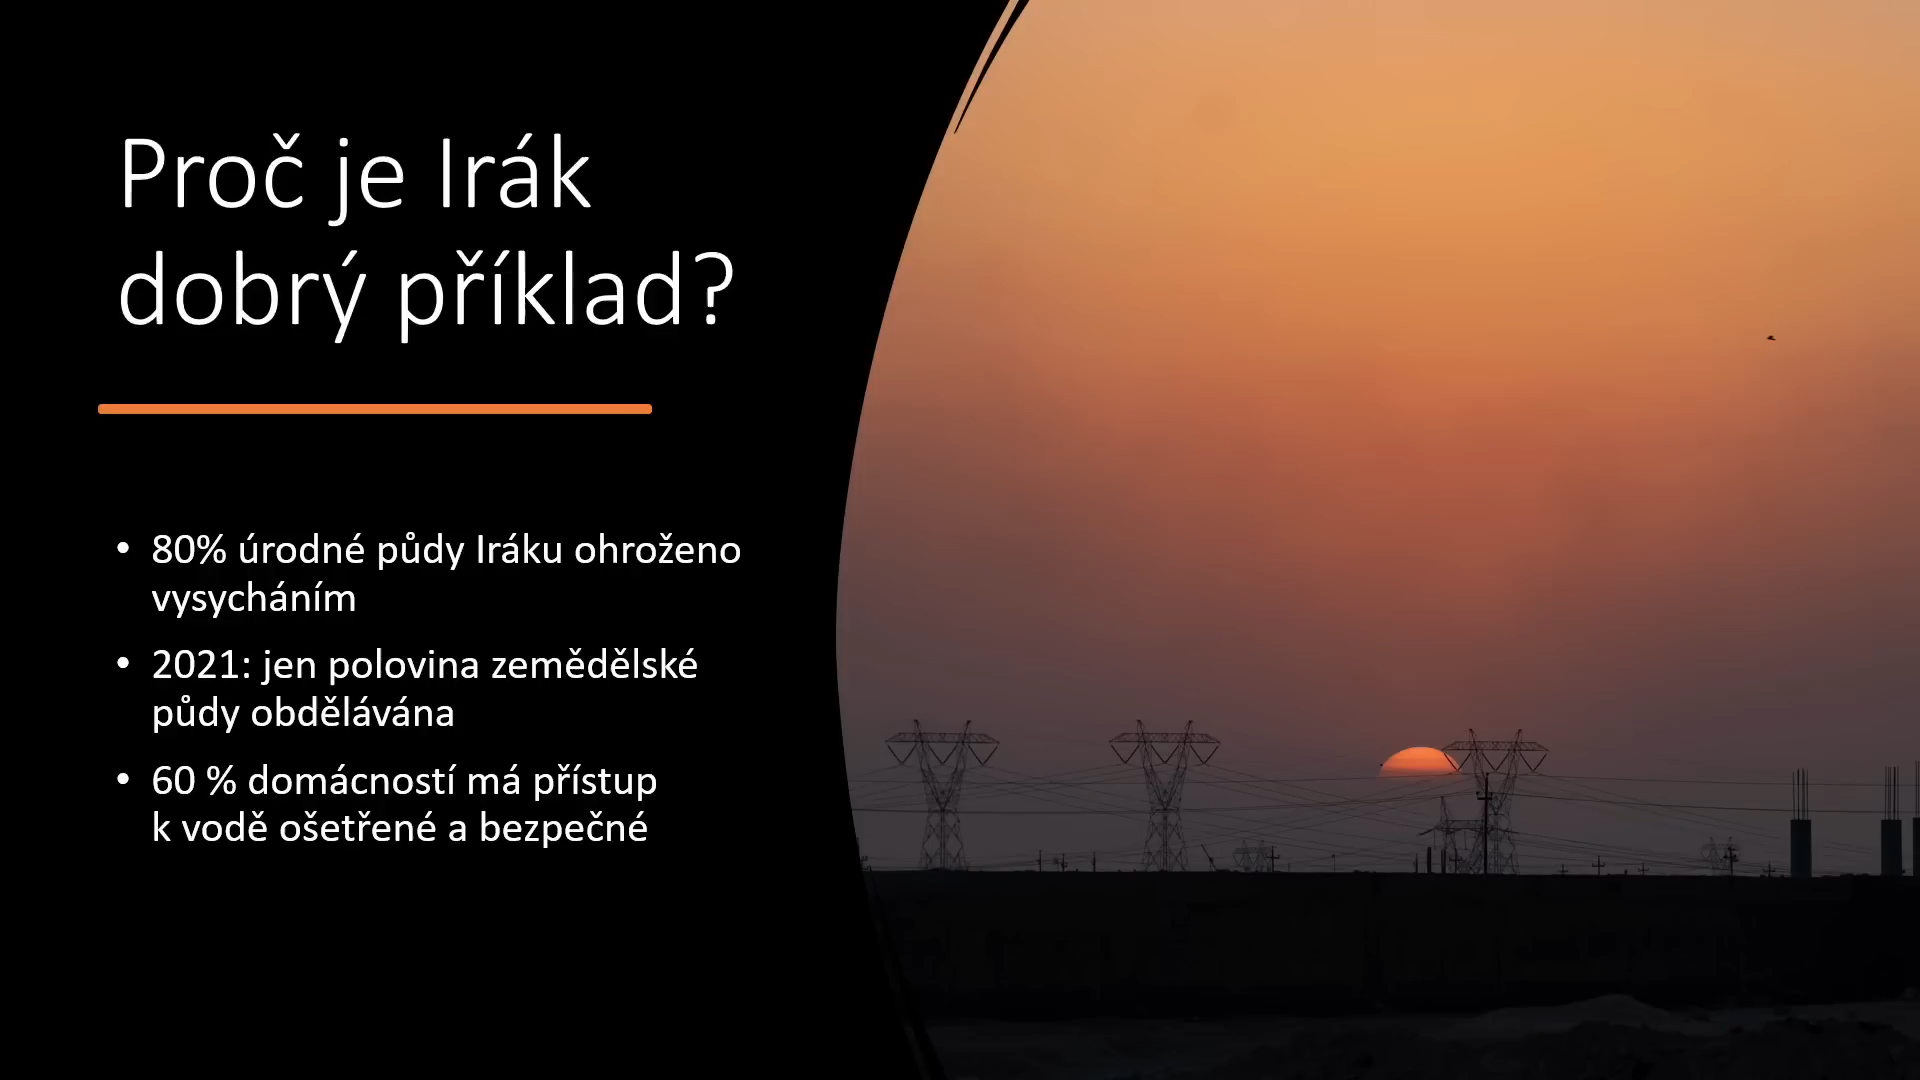 Proč je Irák
dobrý příklad?
• 80% úrodné půdy Iráku ohroženo
vysycháním
• 2021: jen polovina zemědělské
půdy obdělávána
• 60 % domácností má přístup
k vodě ošetřené a bezpečné